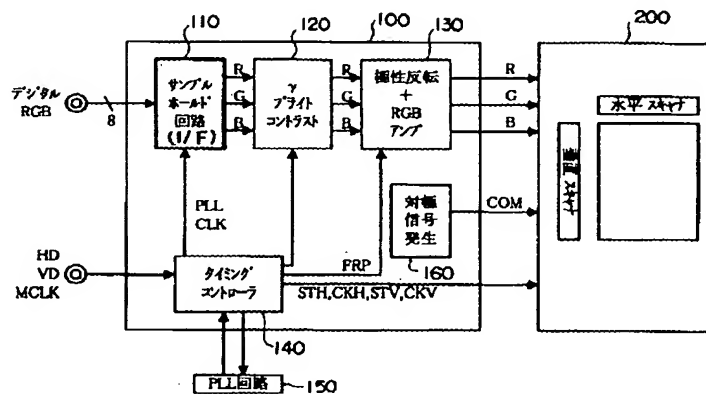 110
120
100
130
200
デジタル
RGB
8
サンプル
ホールド
回路
(I/F)
R
G
B
γ
ブライト
コントラスト
R
G
B
極性反転
+
RGB
アンプ
R
G
B
水平スキャナ
垂直スキャナ
PLL
CLK
対極
信号
発生
160
COM
HD
VD
MCLK
タイミング
コントローラ
140
FRP
STH,CKH,STV,CKV
PLL回路
150